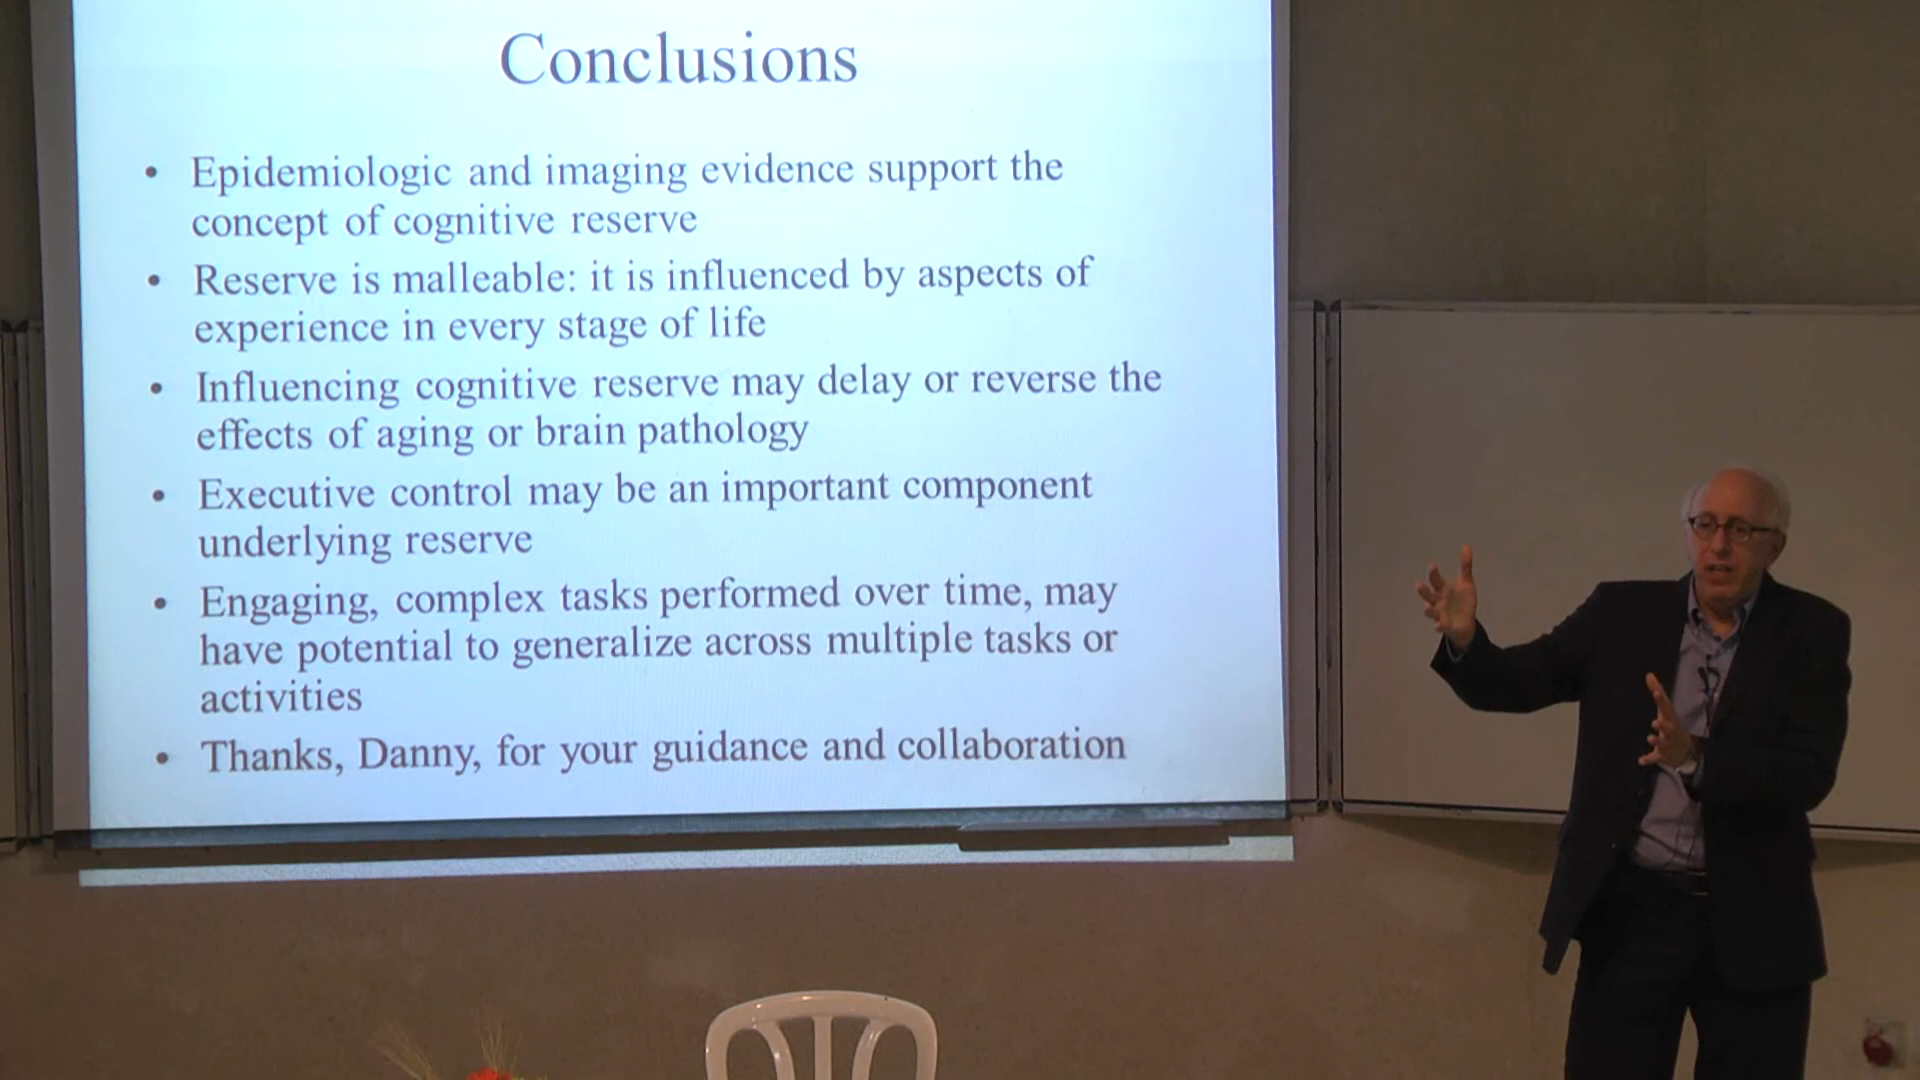 Conclusions
• Epidemiologic and imaging evidence support the
concept of cognitive reserve
• Reserve is malleable: it is influenced by aspects of
experience in every stage of life
• Influencing cognitive reserve may delay or reverse the
effects of aging or brain pathology
• Executive control may be an important component
underlying reserve
• Engaging, complex tasks performed over time, may
have potential to generalize across multiple tasks or
activities
• Thanks, Danny, for your guidance and collaboration